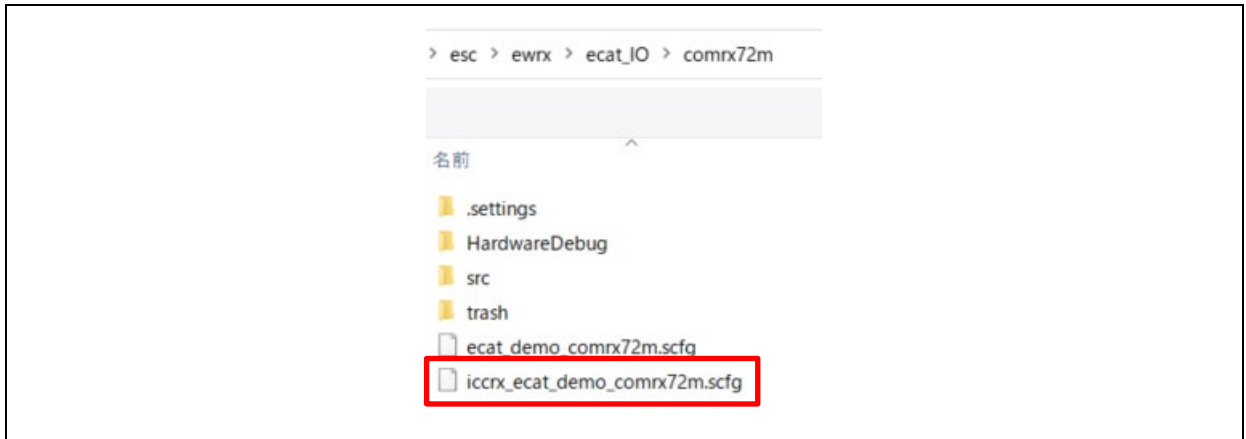 > esc > ewrx > ecat_IO > comrx72m
名前
.settings
HardwareDebug
src
trash
ecat_demo_comrx72m.scfg
iccrx_ecat_demo_comrx72m.scfg